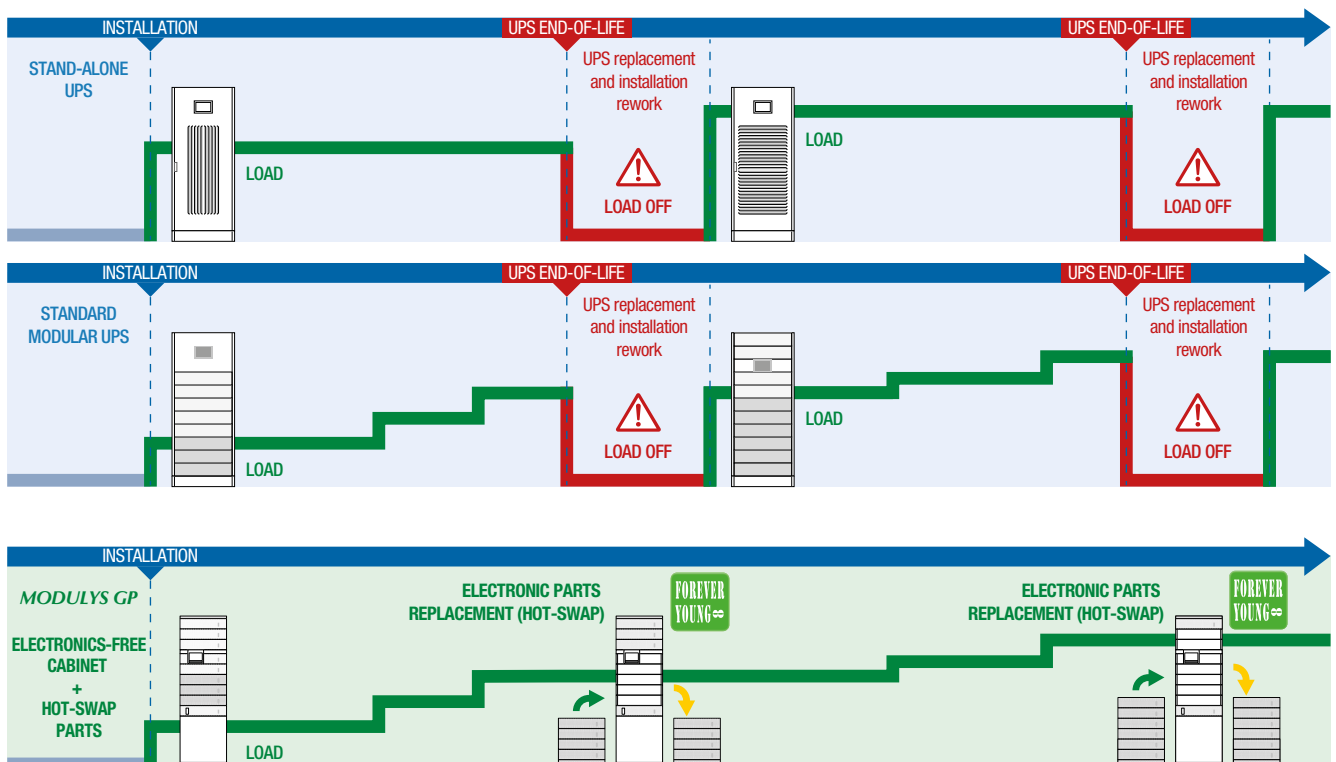 INSTALLATION
UPS END-OF-LIFE
UPS END-OF-LIFE
STAND-ALONE
UPS
UPS replacement
and installation
rework
UPS replacement
and installation
rework
LOAD
LOAD
LOAD OFF
LOAD OFF
INSTALLATION
UPS END-OF-LIFE
UPS END-OF-LIFE
STANDARD
MODULAR UPS
UPS replacement
and installation
rework
UPS replacement
and installation
rework
LOAD
LOAD
LOAD OFF
LOAD OFF
INSTALLATION
MODULYS GP
ELECTRONICS-FREE
CABINET
+
HOT-SWAP
PARTS
LOAD
ELECTRONIC PARTS
REPLACEMENT (HOT-SWAP)
FOREVER
YOUNG∞
ELECTRONIC PARTS
REPLACEMENT (HOT-SWAP)
FOREVER
YOUNG∞